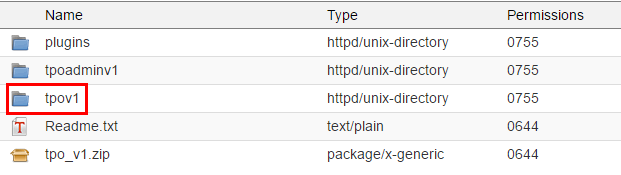 Name Type Permissions
plugins httpd/unix-directory 0755
tpoadminv1 httpd/unix-directory 0755
tpov1 httpd/unix-directory 0755
Readme.txt text/plain 0644
tpo_v1.zip package/x-generic 0644